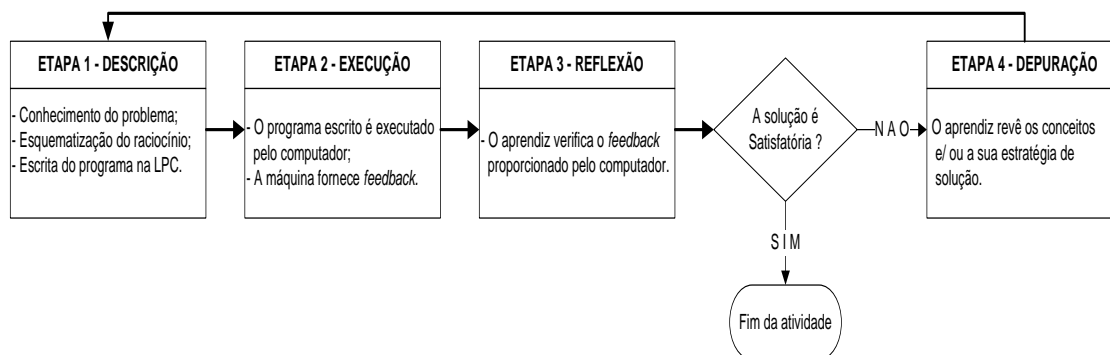 ETAPA 1 - DESCRIÇÃO
- Conhecimento do problema;
- Esquematização do raciocínio;
- Escrita do programa na LPC.
ETAPA 2 - EXECUÇÃO
- O programa escrito é executado
pelo computador;
- A máquina fornece feedback.
ETAPA 3 - REFLEXÃO
- O aprendiz verifica o feedback
proporcionado pelo computador.
A solução é
Satisfatória ?
N A O
S I M
Fim da atividade
ETAPA 4 - DEPURAÇÃO
O aprendiz revê os conceitos
e/ ou a sua estratégia de
solução.